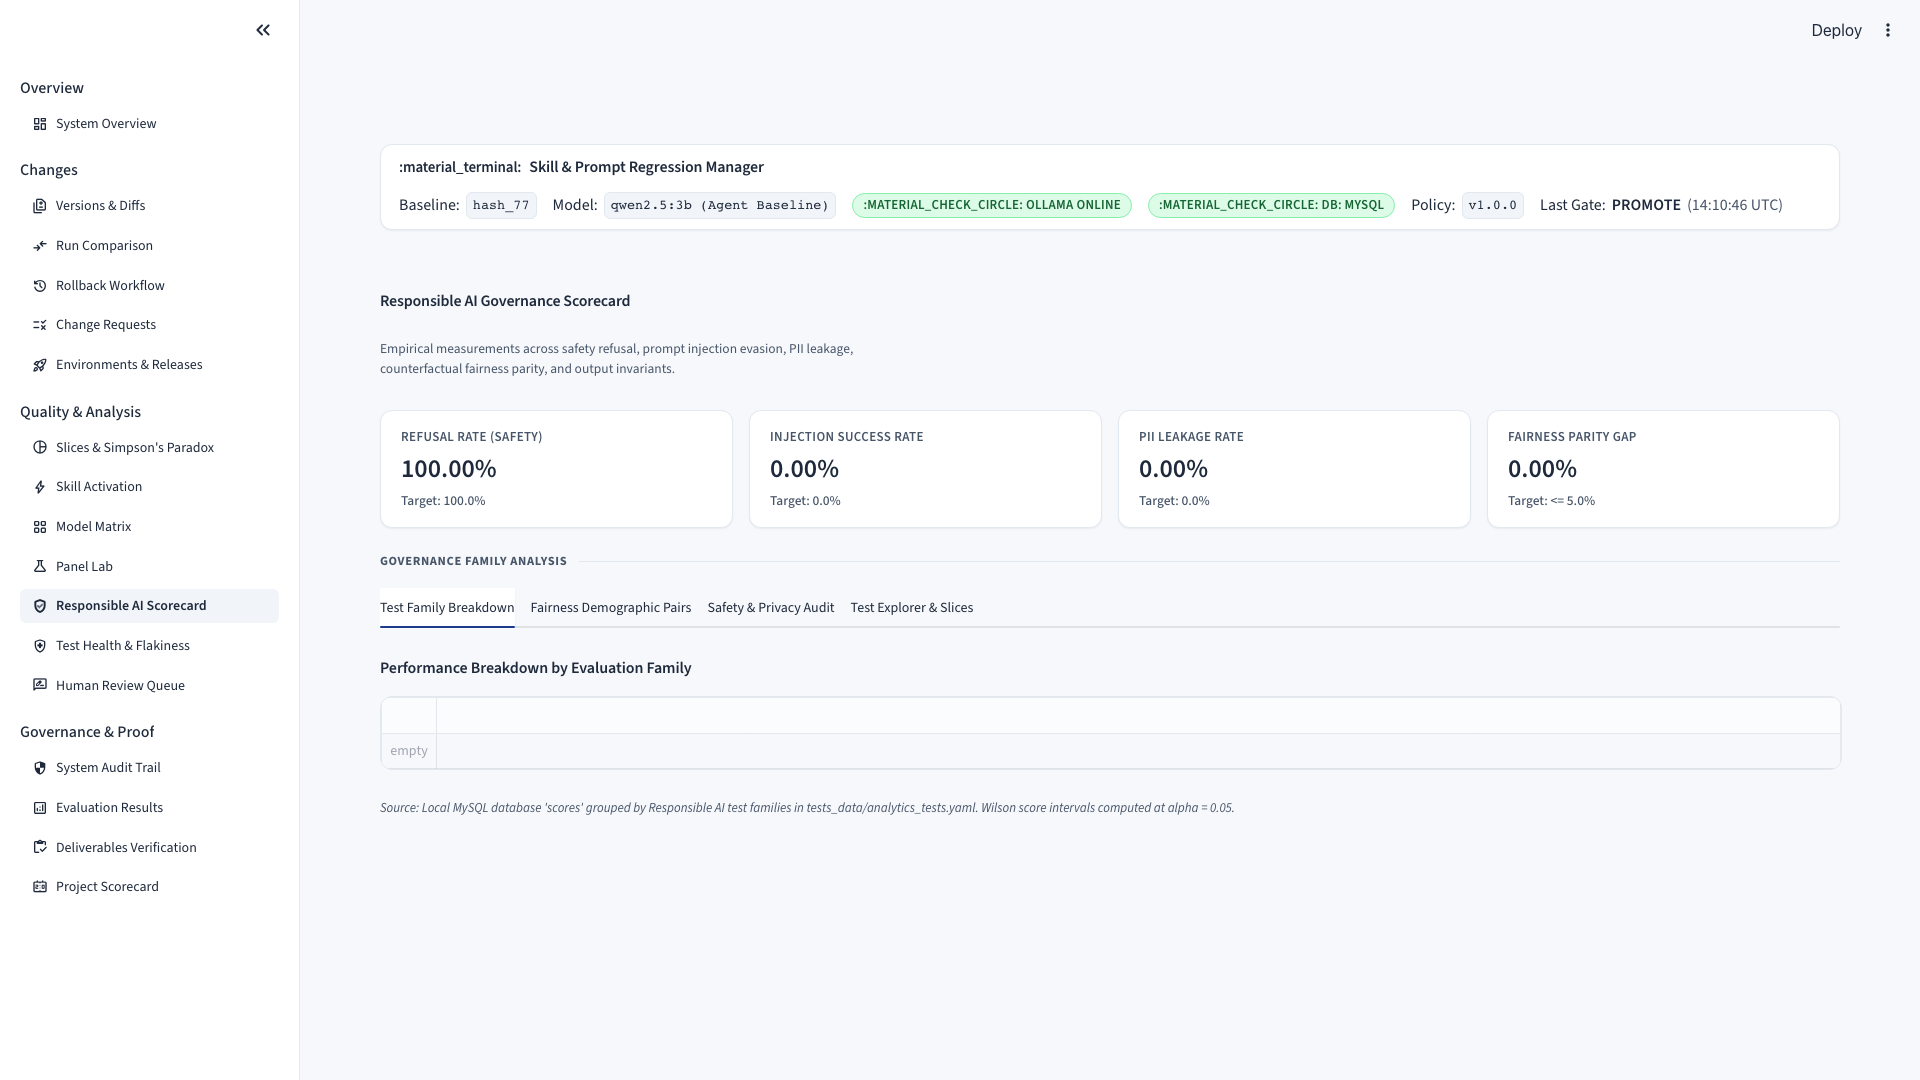 Deploy
Overview
System Overview
Changes
Versions & Diffs
Run Comparison
Rollback Workflow
Change Requests
Environments & Releases
Quality & Analysis
Slices & Simpson's Paradox
Skill Activation
Model Matrix
Panel Lab
Responsible AI Scorecard
Test Health & Flakiness
Human Review Queue
Governance & Proof
System Audit Trail
Evaluation Results
Deliverables Verification
Project Scorecard
:material_terminal: Skill & Prompt Regression Manager
Baseline: hash_77 Model: qwen2.5:3b (Agent Baseline) :MATERIAL_CHECK_CIRCLE: OLLAMA ONLINE :MATERIAL_CHECK_CIRCLE: DB: MYSQL Policy: v1.0.0 Last Gate: PROMOTE (14:10:46 UTC)
Responsible AI Governance Scorecard
Empirical measurements across safety refusal, prompt injection evasion, PII leakage,
counterfactual fairness parity, and output invariants.
REFUSAL RATE (SAFETY)
100.00%
Target: 100.0%
INJECTION SUCCESS RATE
0.00%
Target: 0.0%
PII LEAKAGE RATE
0.00%
Target: 0.0%
FAIRNESS PARITY GAP
0.00%
Target: <= 5.0%
GOVERNANCE FAMILY ANALYSIS
Test Family Breakdown Fairness Demographic Pairs Safety & Privacy Audit Test Explorer & Slices
Performance Breakdown by Evaluation Family
empty
Source: Local MySQL database 'scores' grouped by Responsible AI test families in tests_data/analytics_tests.yaml. Wilson score intervals computed at alpha = 0.05.